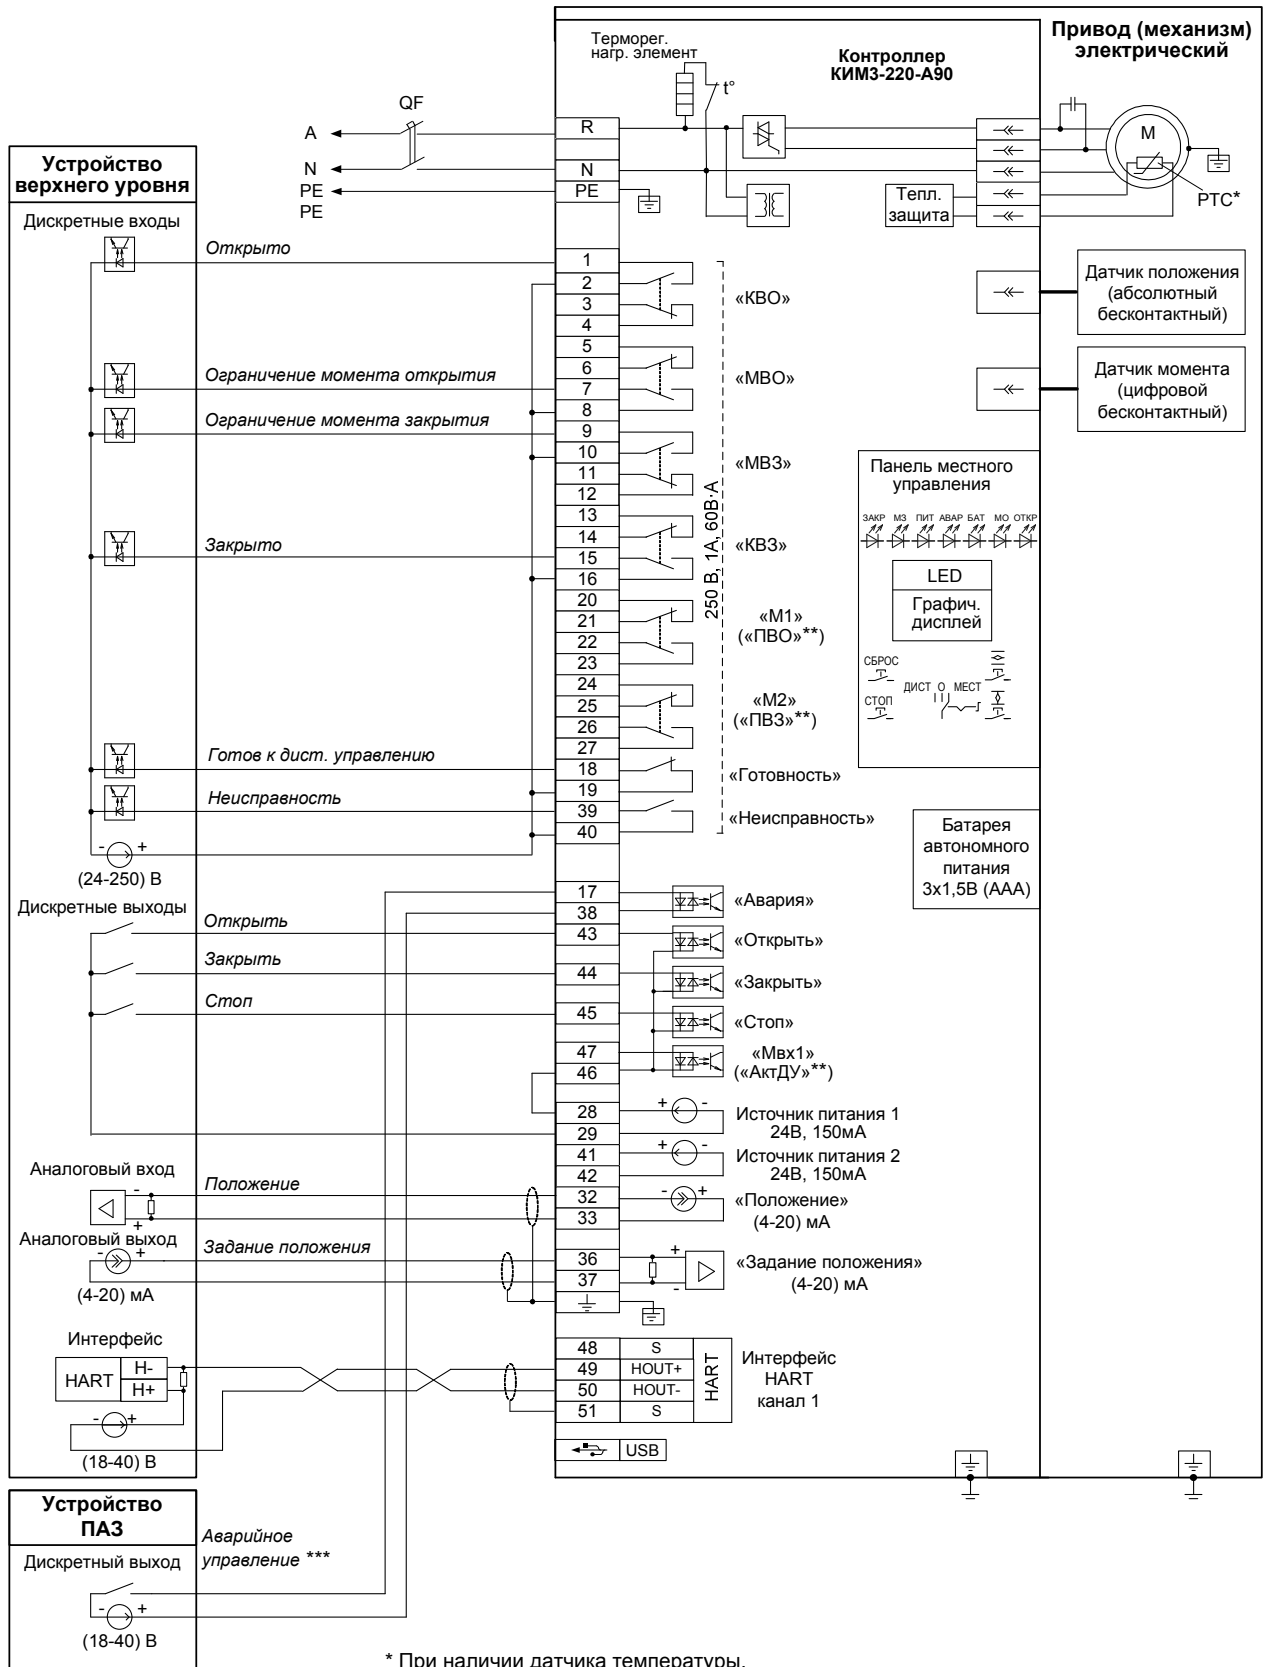 Привод (механизм)
электрический
Контроллер
КИМ3-220-А90
Терморег.
нагр. элемент
t°
QF
A
N
PE
PE
R
N
PE
M
PTC*
Тепл.
защита
Устройство
верхнего уровня
Дискретные входы
Открыто
1
2
3
4
«КВО»
Датчик положения
(абсолютный
бесконтактный)
5
6
7
8
Ограничение момента открытия
«МВО»
Датчик момента
(цифровой
бесконтактный)
Ограничение момента закрытия
9
10
11
12
«МВЗ»
Закрыто
13
14
15
16
«КВЗ»
250 В, 1А, 60В·А
20
21
22
23
«М1»
(«ПВО»**)
24
25
26
27
«М2»
(«ПВЗ»**)
Готов к дист. управлению
18
19
«Готовность»
Неисправность
39
40
«Неисправность»
- +
(24-250) В
Панель местного
управления
ЗАКР МЗ ПИТ АВАР БАТ МО ОТКР
LED
Графич.
дисплей
СБРОС
СТОП
ДИСТ О МЕСТ
Батарея
автономного
питания
3х1,5В (ААА)
Дискретные выходы
17
38
«Авария»
Открыть
43
«Открыть»
Закрыть
44
«Закрыть»
Стоп
45
«Стоп»
47
46
«Мвх1»
(«АктДУ»**)
28
29
+ -
Источник питания 1
24В, 150мА
41
42
+ -
Источник питания 2
24В, 150мА
Аналоговый вход
-
+
Положение
32
33
- +
«Положение»
(4-20) мА
Аналоговый выход
- +
(4-20) мА
Задание положения
36
37
+
-
«Задание положения»
(4-20) мА
Интерфейс
HART
H-
H+
- +
(18-40) В
48 S
49 HOUT+
50 HOUT-
51 S
HART
Интерфейс
HART
канал 1
USB
Устройство
ПАЗ
Дискретный выход
- +
(18-40) В
Аварийное
управление ***
* При наличии датчика температуры.